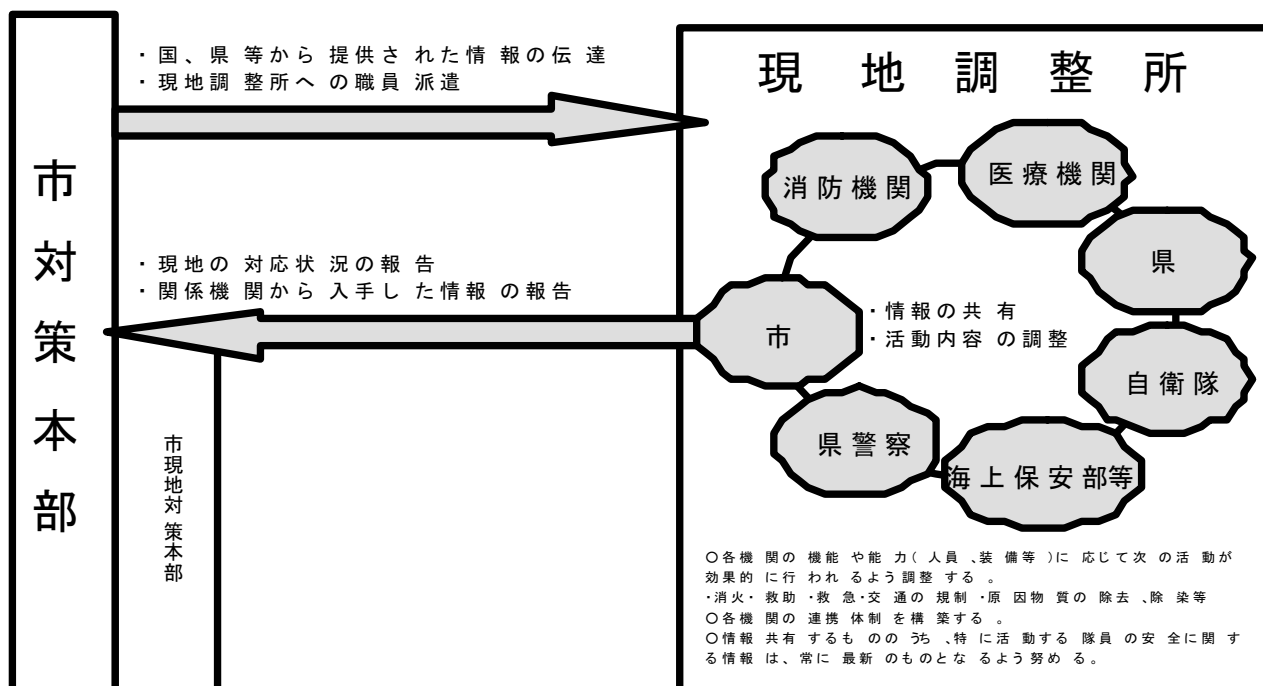 ・国、県等から提供された情報の伝達
・現地調整所への職員派遣
現地調整所
市対策本部
消防機関
医療機関
県
・現地の対応状況の報告
・関係機関から入手した情報の報告
市
・情報の共有
・活動内容の調整
自衛隊
県警察
海上保安部等
市現地対策本部
○各機関の機能や能力(人員、装備等)に応じて次の活動が
効果的に行われるよう調整する。
・消火・救助・救急・交通の規制・原因物質の除去、除染等
○各機関の連携体制を構築する。
○情報共有するもののうち、特に活動する隊員の安全に関す
る情報は、常に最新のものとなるよう努める。